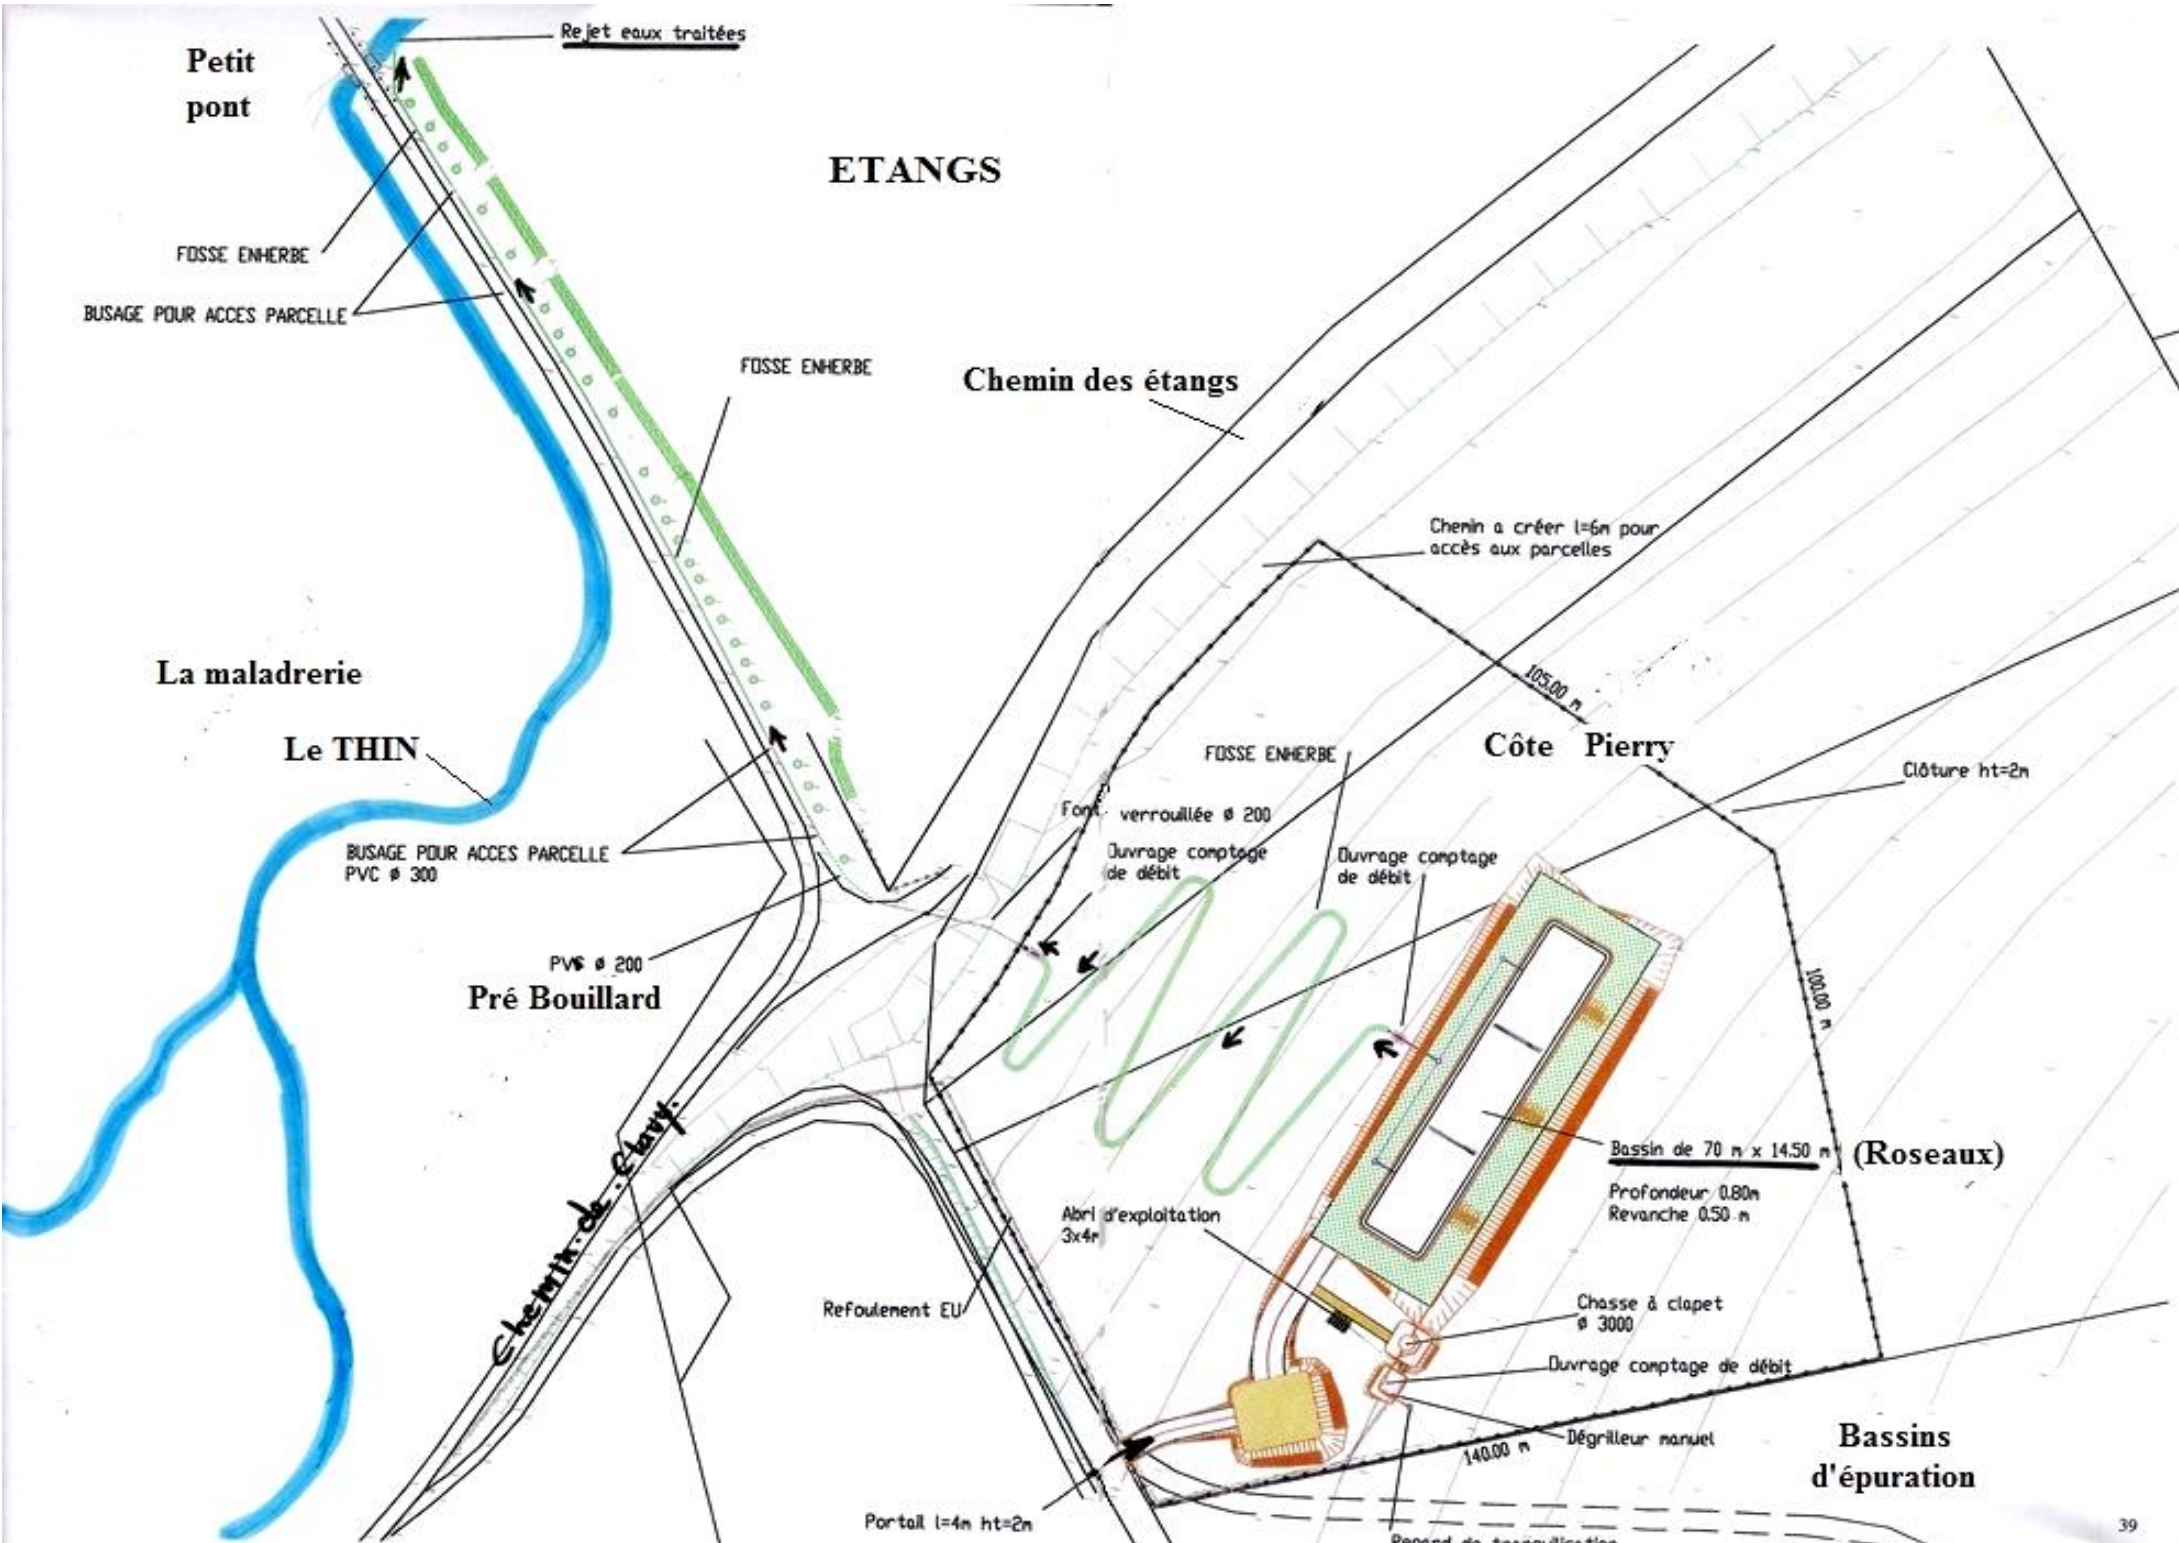 Rejet eaux traitées
Petit
pont
ETANGS
FOSSE ENHERBE
BUSAGE POUR ACCES PARCELLE
FOSSE ENHERBE
Chemin des étangs
Chemin a créer l=6m pour
accès aux parcelles
La maladrerie
105.00 m
Le THIN
FOSSE ENHERBE
Côte Pierry
Clôture ht=2m
verrouillée ø 200
BUSAGE POUR ACCES PARCELLE
PVC ø 300
Ouvrage comptage
de débit
Ouvrage comptage
de débit
ø 200
Pré Bouillard
100.00 m
Chemin.de.Clavy.
Bassin de 70 m x 14.50 m
(Roseaux)
Profondeur 0.80m
Revanche 0.50 m
Abri d'exploitation
Refoulement EU
Chasse à clapet
ø 3000
Ouvrage comptage de débit
Dégrilleur manuel
140.00 m
Bassins
d'épuration
Portail l=4m ht=2m
39